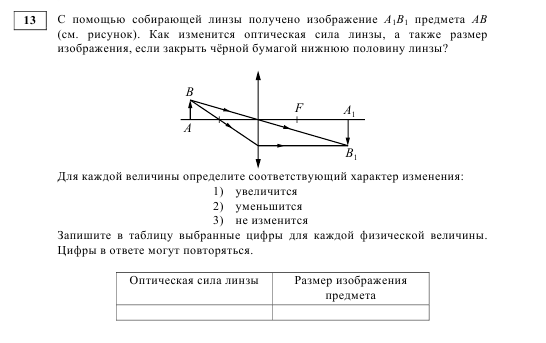 13 С помощью собирающей линзы получено изображение A₁B₁ предмета AB
(см. рисунок). Как изменится оптическая сила линзы, а также размер
изображения, если закрыть чёрной бумагой нижнюю половину линзы?
B
F
A₁
A
B₁
Для каждой величины определите соответствующий характер изменения:
1) увеличится
2) уменьшится
3) не изменится
Запишите в таблицу выбранные цифры для каждой физической величины.
Цифры в ответе могут повторяться.
Оптическая сила линзы
Размер изображения
предмета